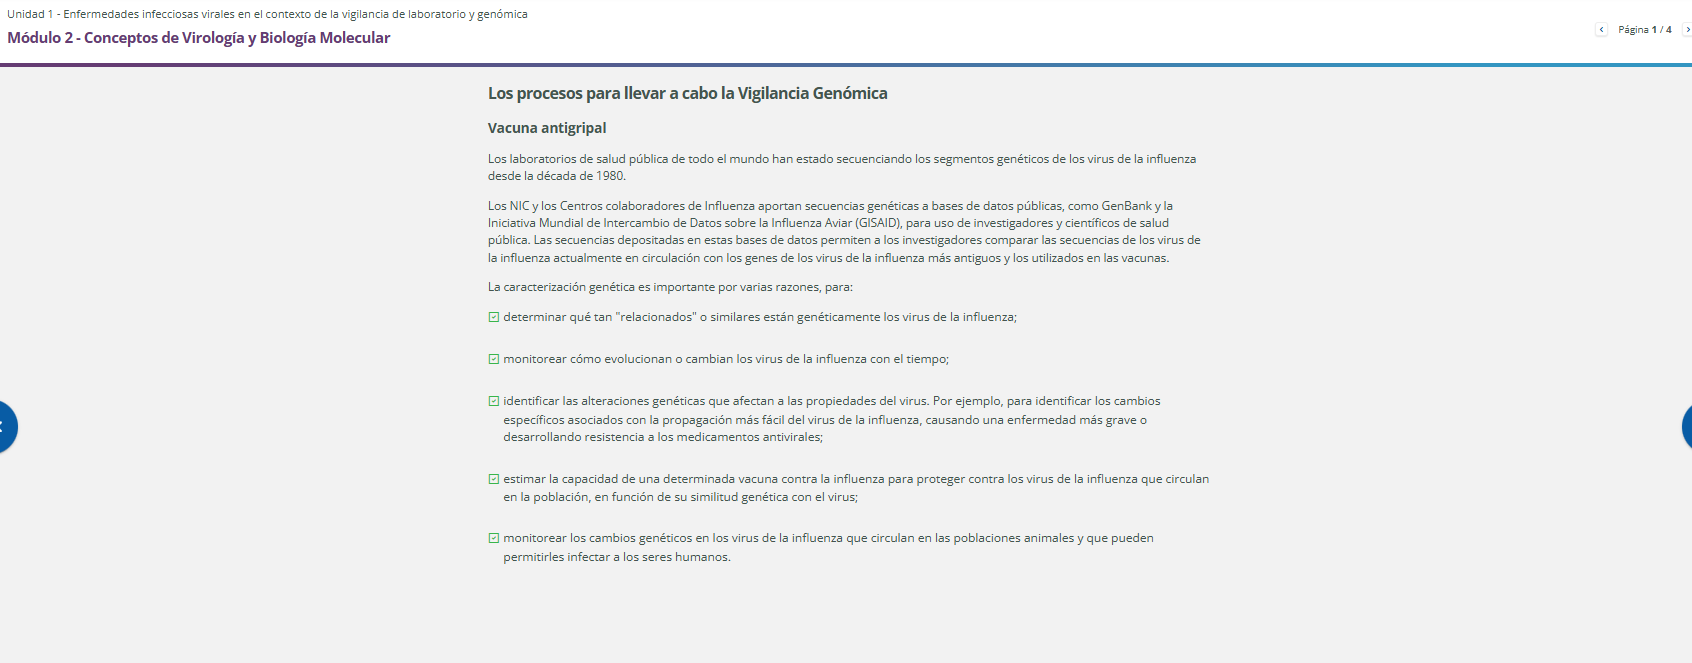 Unidad 1 - Enfermedades infecciosas virales en el contexto de la vigilancia de laboratorio y genómica
Módulo 2 - Conceptos de Virología y Biología Molecular
Página 1 / 4
Los procesos para llevar a cabo la Vigilancia Genómica
Vacuna antigripal
Los laboratorios de salud pública de todo el mundo han estado secuenciando los segmentos genéticos de los virus de la influenza
desde la década de 1980.
Los NIC y los Centros colaboradores de Influenza aportan secuencias genéticas a bases de datos públicas, como GenBank y la
Iniciativa Mundial de Intercambio de Datos sobre la Influenza Aviar (GISAID), para uso de investigadores y científicos de salud
pública. Las secuencias depositadas en estas bases de datos permiten a los investigadores comparar las secuencias de los virus de
la influenza actualmente en circulación con los genes de los virus de la influenza más antiguos y los utilizados en las vacunas.
La caracterización genética es importante por varias razones, para:
determinar qué tan "relacionados" o similares están genéticamente los virus de la influenza;
monitorear cómo evolucionan o cambian los virus de la influenza con el tiempo;
identificar las alteraciones genéticas que afectan a las propiedades del virus. Por ejemplo, para identificar los cambios
específicos asociados con la propagación más fácil del virus de la influenza, causando una enfermedad más grave o
desarrollando resistencia a los medicamentos antivirales;
estimar la capacidad de una determinada vacuna contra la influenza para proteger contra los virus de la influenza que circulan
en la población, en función de su similitud genética con el virus;
monitorear los cambios genéticos en los virus de la influenza que circulan en las poblaciones animales y que pueden
permitirles infectar a los seres humanos.